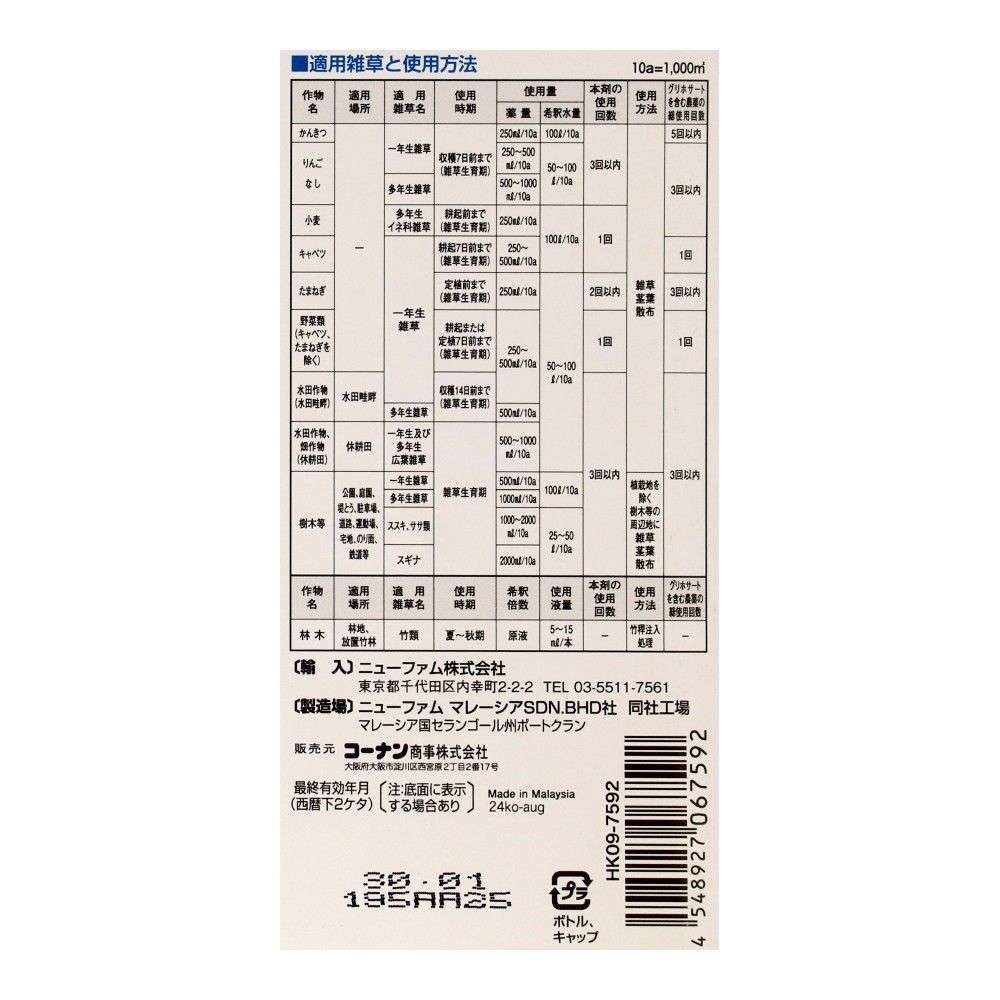 ■適用雑草と使用方法
10a=1,000㎡
作物名 適用場所 適用雑草名 使用時期 使用量 本剤の使用回数 使用方法 グリホサートを含む農薬の総使用回数
薬量 希釈水量
かんきつ － 一年生雑草 収穫7日前まで(雑草生育期) 250mℓ/10a 100ℓ/10a 3回以内 雑草茎葉散布 5回以内
りんご なし 250～500mℓ/10a 50～100ℓ/10a 3回以内
多年生雑草 500～1000mℓ/10a
小麦 多年生イネ科雑草 耕起前まで(雑草生育期) 250mℓ/10a 100ℓ/10a 1回
キャベツ 一年生雑草 耕起7日前まで(雑草生育期) 250～500mℓ/10a 1回
たまねぎ 定植前まで(雑草生育期) 250mℓ/10a 50～100ℓ/10a 2回以内 3回以内
野菜類(キャベツ、たまねぎを除く) 耕起または定植7日前まで(雑草生育期) 250～500mℓ/10a 1回 1回
水田作物(水田畦畔) 水田畦畔 収穫14日前まで(雑草生育期) 3回以内 3回以内
多年生雑草 500mℓ/10a
水田作物、畑作物(休耕田) 休耕田 一年生及び多年生広葉雑草 雑草生育期 500～1000mℓ/10a
樹木等 公園、庭園、堤とう、駐車場、道路、運動場、宅地、のり面、鉄道等 一年生雑草 500mℓ/10a 100ℓ/10a 植栽地を除く樹木等の周辺地に雑草茎葉散布
多年生雑草 1000mℓ/10a
ススキ、ササ類 1000～2000mℓ/10a 25～50ℓ/10a
スギナ 2000mℓ/10a
作物名 適用場所 適用雑草名 使用時期 希釈倍数 使用液量 本剤の使用回数 使用方法 グリホサートを含む農薬の総使用回数
林木 林地、放置竹林 竹類 夏～秋期 原液 5～15mℓ/本 － 竹稈注入処理 －
〔輸 入〕ニューファム株式会社
東京都千代田区内幸町2-2-2 TEL 03-5511-7561
〔製造場〕ニューファム マレーシアSDN.BHD社 同社工場
マレーシア国セランゴール州ポートクラン
販売元 コーナン商事株式会社
大阪府大阪市淀川区西宮原2丁目2番17号
最終有効年月(西暦下2ケタ)〔注:底面に表示する場合あり〕
Made in Malaysia
24ko-aug
30.01
195AA25
プラ
ボトル、
キャップ
HK09-7592
4 548927 067592